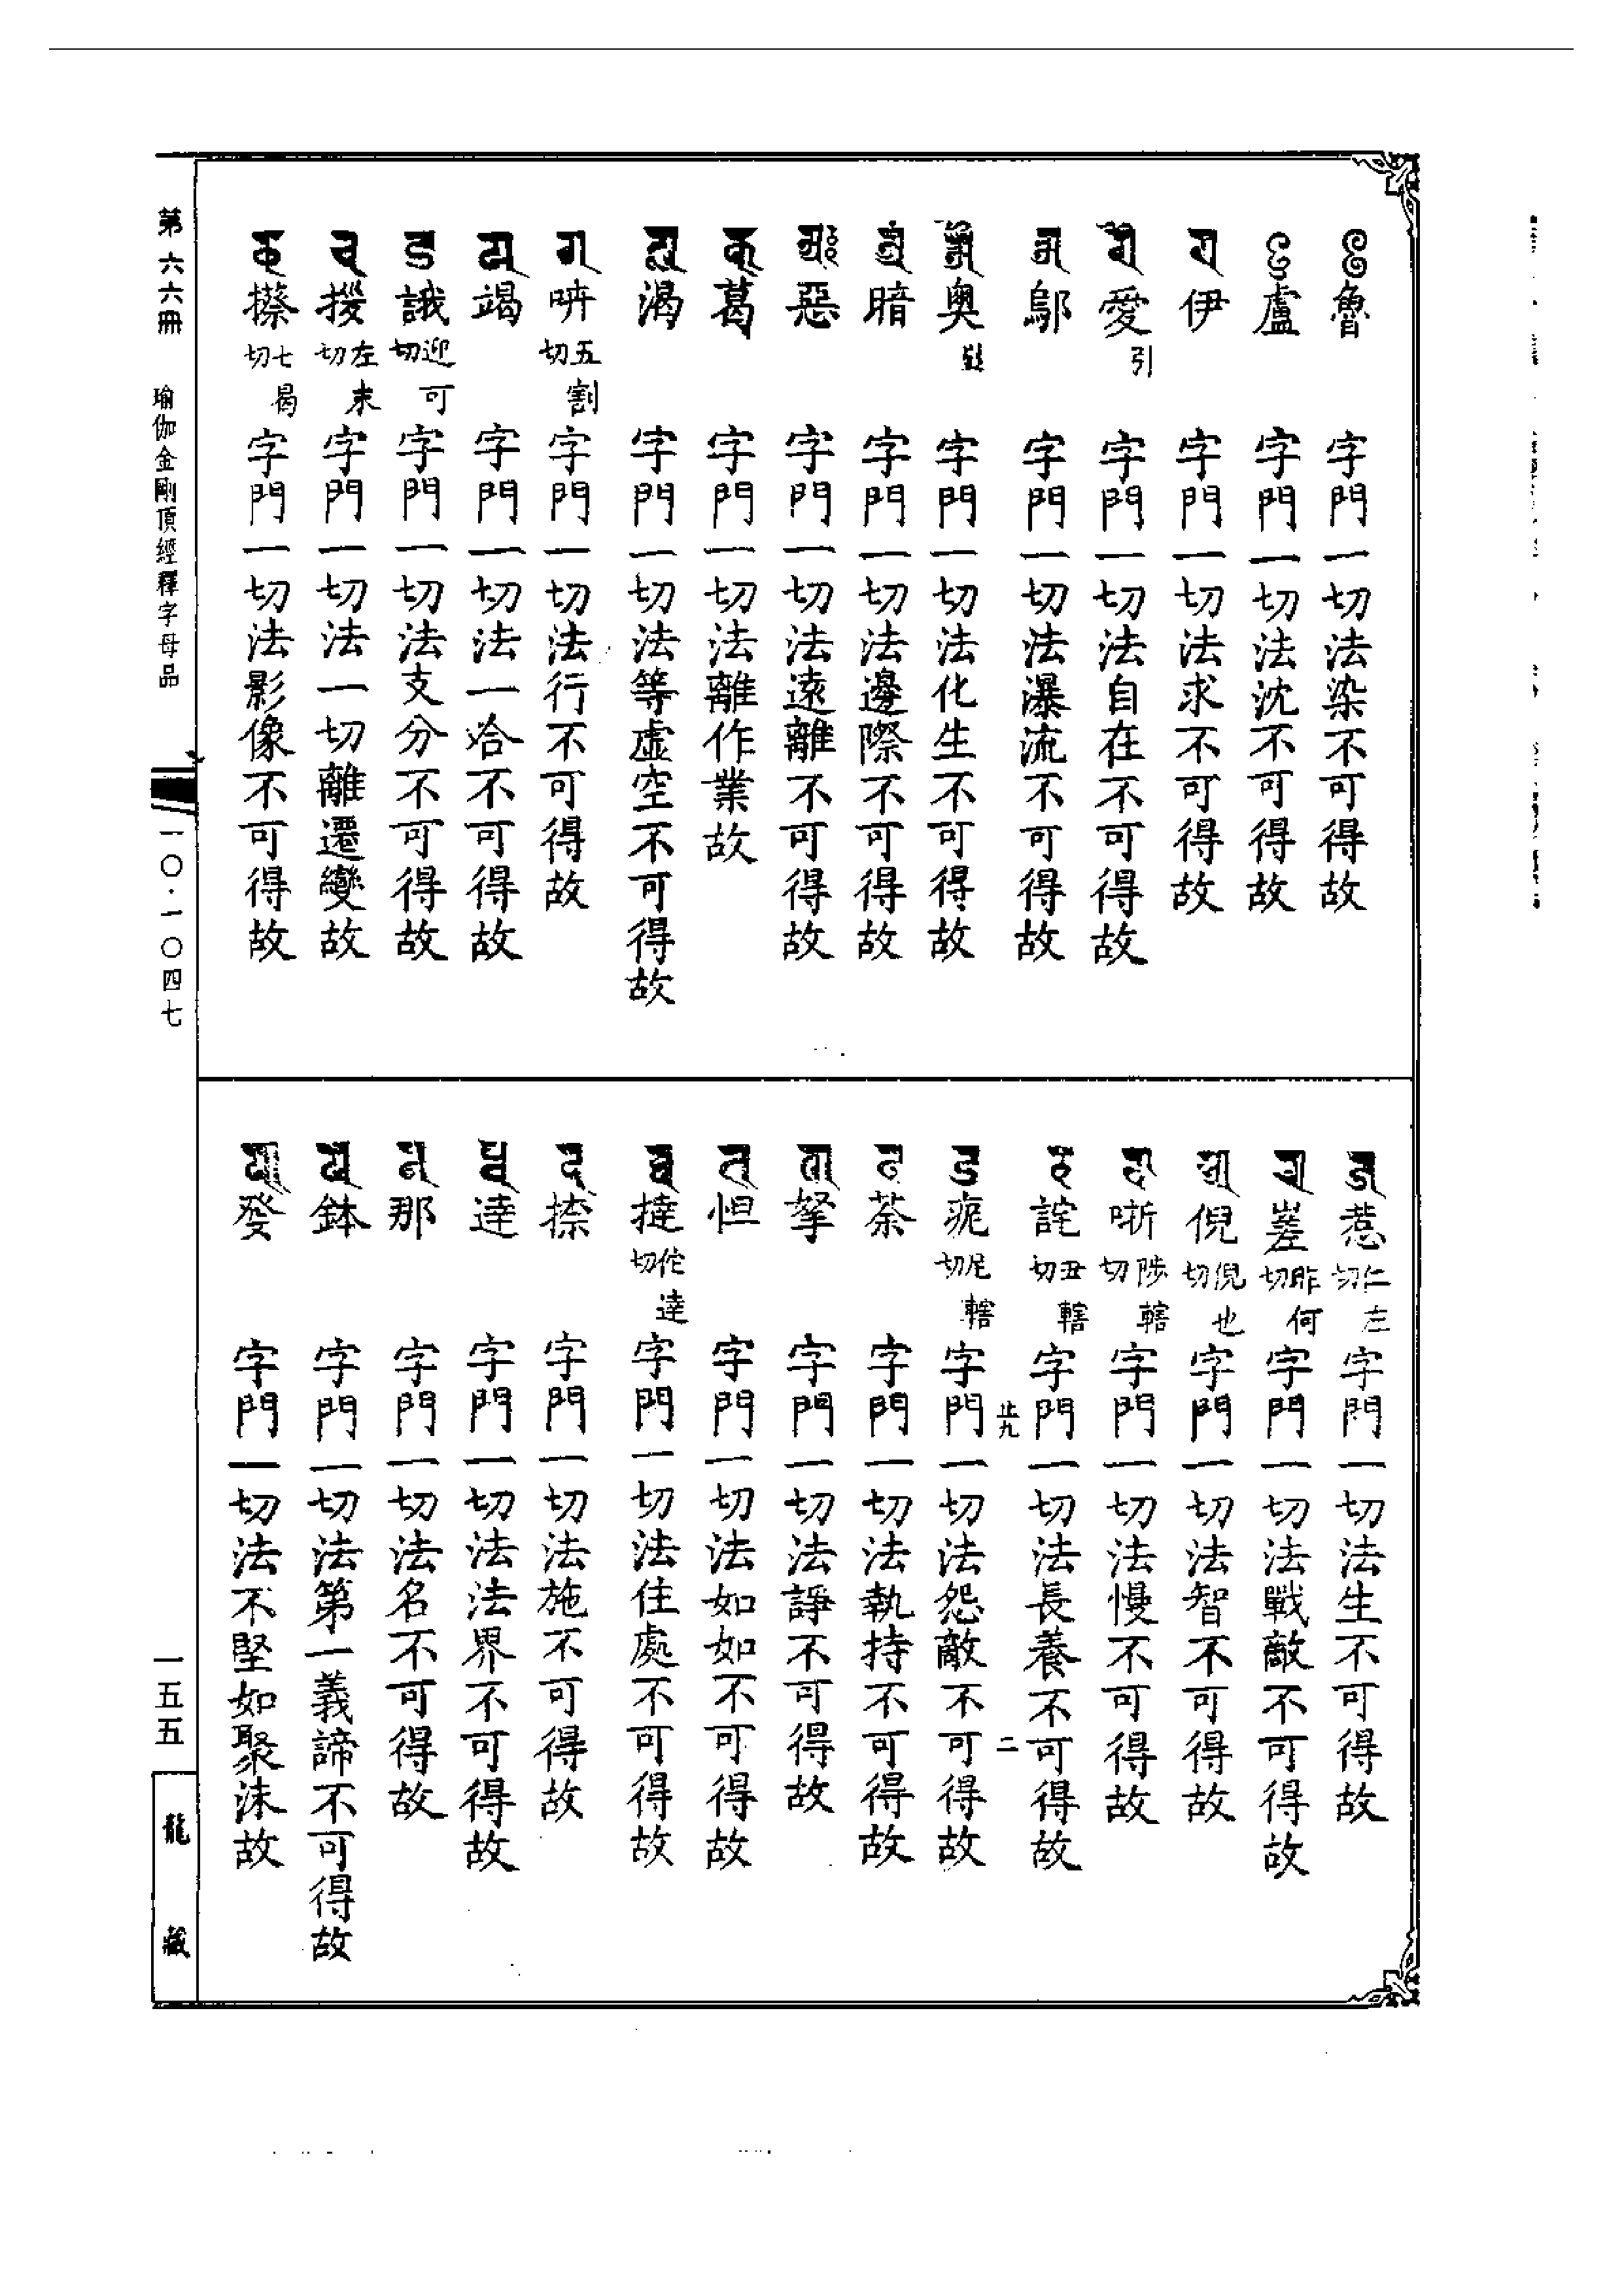 魯 字門一切法染不可得故
盧 字門一切法沈不可得故
伊 字門一切法求不可得故
愛引 字門一切法自在不可得故
鄔 字門一切法瀑流不可得故
奧引 字門一切法化生不可得故
暗 字門一切法邊際不可得故
惡 字門一切法遠離不可得故
葛 字門一切法離作業故
渇 字門一切法等虛空不可得故
哢五割切 字門一切法行不可得故
竭 字門一切法一合不可得故
誐迎可切 字門一切法支分不可得故
拶左末切 字門一切法一切離遷變故
攃七曷切 字門一切法影像不可得故
惹仁左切 字門一切法生不可得故
嵳昨何切 字門一切法戰敵不可得故
倪倪也切 字門一切法智不可得故
哳陟轄切 字門一切法慢不可得故
詫丑轄切 字門一切法長養不可得故
疕尼轄切 字門一切法怨敵不可得故
荼 字門一切法執持不可得故
拏 字門一切法諍不可得故
怛 字門一切法如如不可得故
撻佗達切 字門一切法住處不可得故
捺 字門一切法施不可得故
達 字門一切法法界不可得故
那 字門一切法名不可得故
鉢 字門一切法第一義諦不可得故
癹 字門一切法不堅如聚沫故
第六六冊 瑜伽金剛頂經釋字母品 一〇·一〇四七
一五五 龍藏